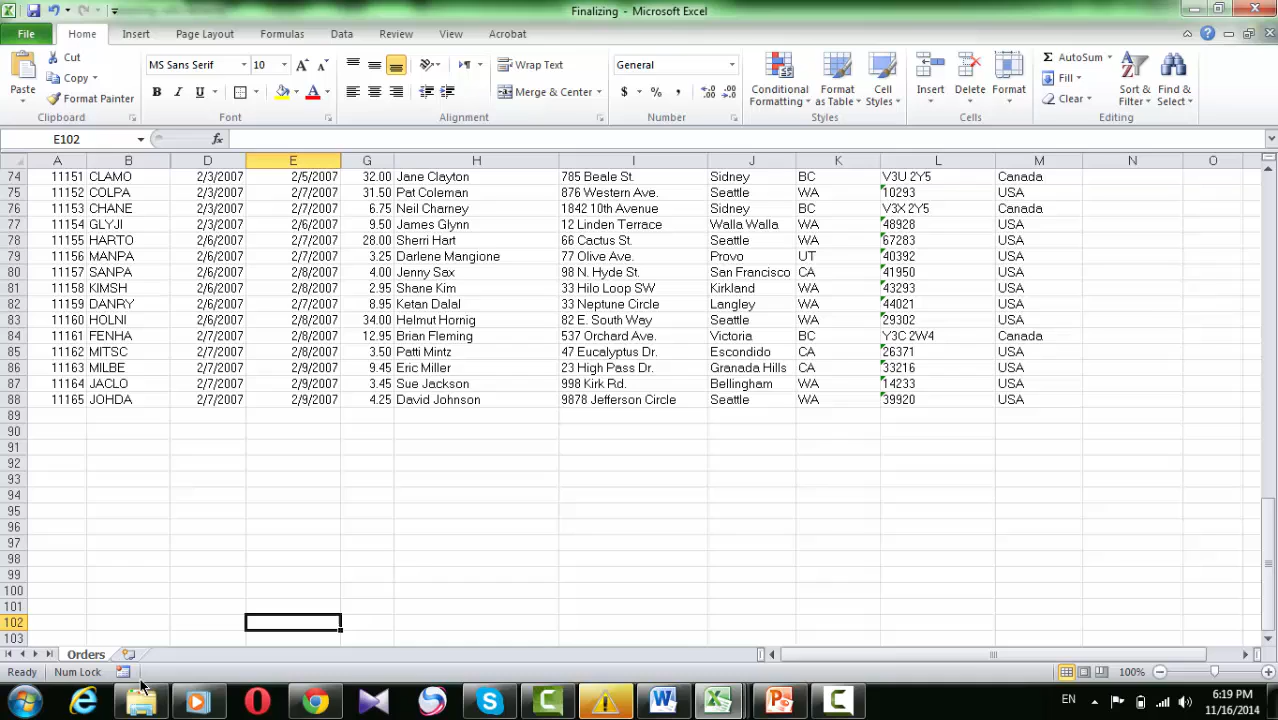 Finalizing - Microsoft Excel
File Home Insert Page Layout Formulas Data Review View Acrobat
Paste Cut Copy Format Painter
MS Sans Serif 10
B I U
Wrap Text
Merge & Center
General
$ % ,
Conditional Formatting Format as Table Cell Styles
Insert Delete Format
Σ AutoSum Fill Clear
Sort & Filter Find & Select
Clipboard Font Alignment Number Styles Cells Editing
E102 fx
A B D E G H I J K L M N O
74 11151 CLAMO 2/3/2007 2/5/2007 32.00 Jane Clayton 785 Beale St. Sidney BC V3U 2Y5 Canada
75 11152 COLPA 2/3/2007 2/7/2007 31.50 Pat Coleman 876 Western Ave. Seattle WA 10293 USA
76 11153 CHANE 2/3/2007 2/7/2007 6.75 Neil Charney 1842 10th Avenue Sidney BC V3X 2Y5 Canada
77 11154 GLYJI 2/3/2007 2/6/2007 9.50 James Glynn 12 Linden Terrace Walla Walla WA 48928 USA
78 11155 HARTO 2/6/2007 2/7/2007 28.00 Sherri Hart 66 Cactus St. Seattle WA 67283 USA
79 11156 MANPA 2/6/2007 2/7/2007 3.25 Darlene Mangione 77 Olive Ave. Provo UT 40392 USA
80 11157 SANPA 2/6/2007 2/8/2007 4.00 Jenny Sax 98 N. Hyde St. San Francisco CA 41950 USA
81 11158 KIMSH 2/6/2007 2/8/2007 2.95 Shane Kim 33 Hilo Loop SW Kirkland WA 43293 USA
82 11159 DANRY 2/6/2007 2/8/2007 8.95 Ketan Dalal 33 Neptune Circle Langley WA 44021 USA
83 11160 HOLNI 2/6/2007 2/8/2007 34.00 Helmut Hornig 82 E. South Way Seattle WA 29302 USA
84 11161 FENHA 2/7/2007 2/8/2007 12.95 Brian Fleming 537 Orchard Ave. Victoria BC Y3C 2W4 Canada
85 11162 MITSC 2/7/2007 2/8/2007 3.50 Patti Mintz 47 Eucalyptus Dr. Escondido CA 26371 USA
86 11163 MILBE 2/7/2007 2/9/2007 9.45 Eric Miller 23 High Pass Dr. Granada Hills CA 33216 USA
87 11164 JACLO 2/7/2007 2/9/2007 3.45 Sue Jackson 998 Kirk Rd. Bellingham WA 14233 USA
88 11165 JOHDA 2/7/2007 2/9/2007 4.25 David Johnson 9878 Jefferson Circle Seattle WA 39920 USA
89
90
91
92
93
94
95
96
97
98
99
100
101
102
103
Orders
Ready Num Lock 100%
EN 6:19 PM
11/16/2014